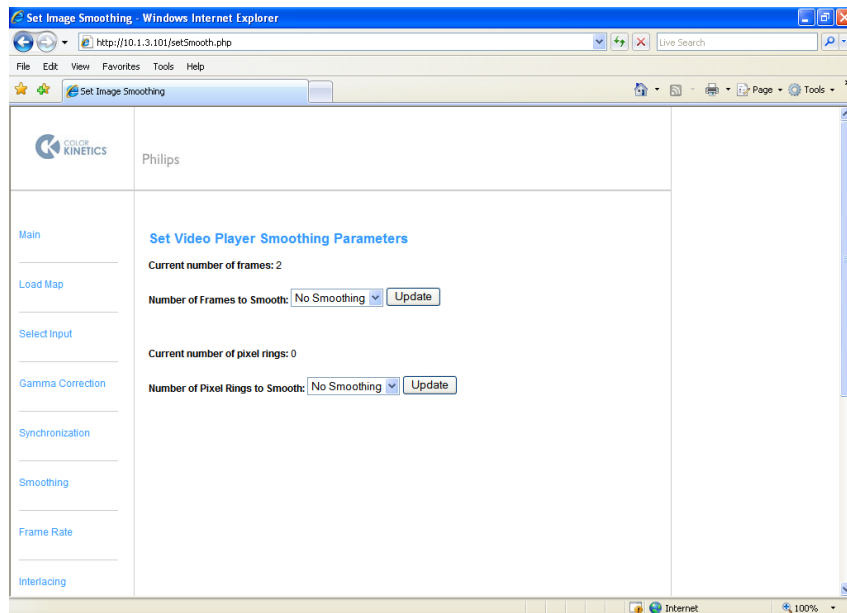 Set Image Smoothing - Windows Internet Explorer
http://10.1.3.101/setSmooth.php
Live Search
File Edit View Favorites Tools Help
Set Image Smoothing
Page Tools
COLOR
KINETICS
Philips
Main
Load Map
Select Input
Gamma Correction
Synchronization
Smoothing
Frame Rate
Interlacing
Set Video Player Smoothing Parameters
Current number of frames: 2
Number of Frames to Smooth: No Smoothing Update
Current number of pixel rings: 0
Number of Pixel Rings to Smooth: No Smoothing Update
Internet 100%